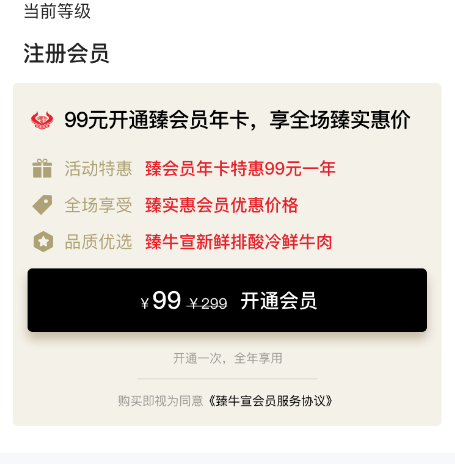 当前等级
注册会员
99元开通臻会员年卡，享全场臻实惠价
活动特惠 臻会员年卡特惠99元一年
全场享受 臻实惠会员优惠价格
品质优选 臻牛宣新鲜排酸冷鲜牛肉
¥99 ¥299 开通会员
开通一次，全年享用
购买即视为同意《臻牛宣会员服务协议》